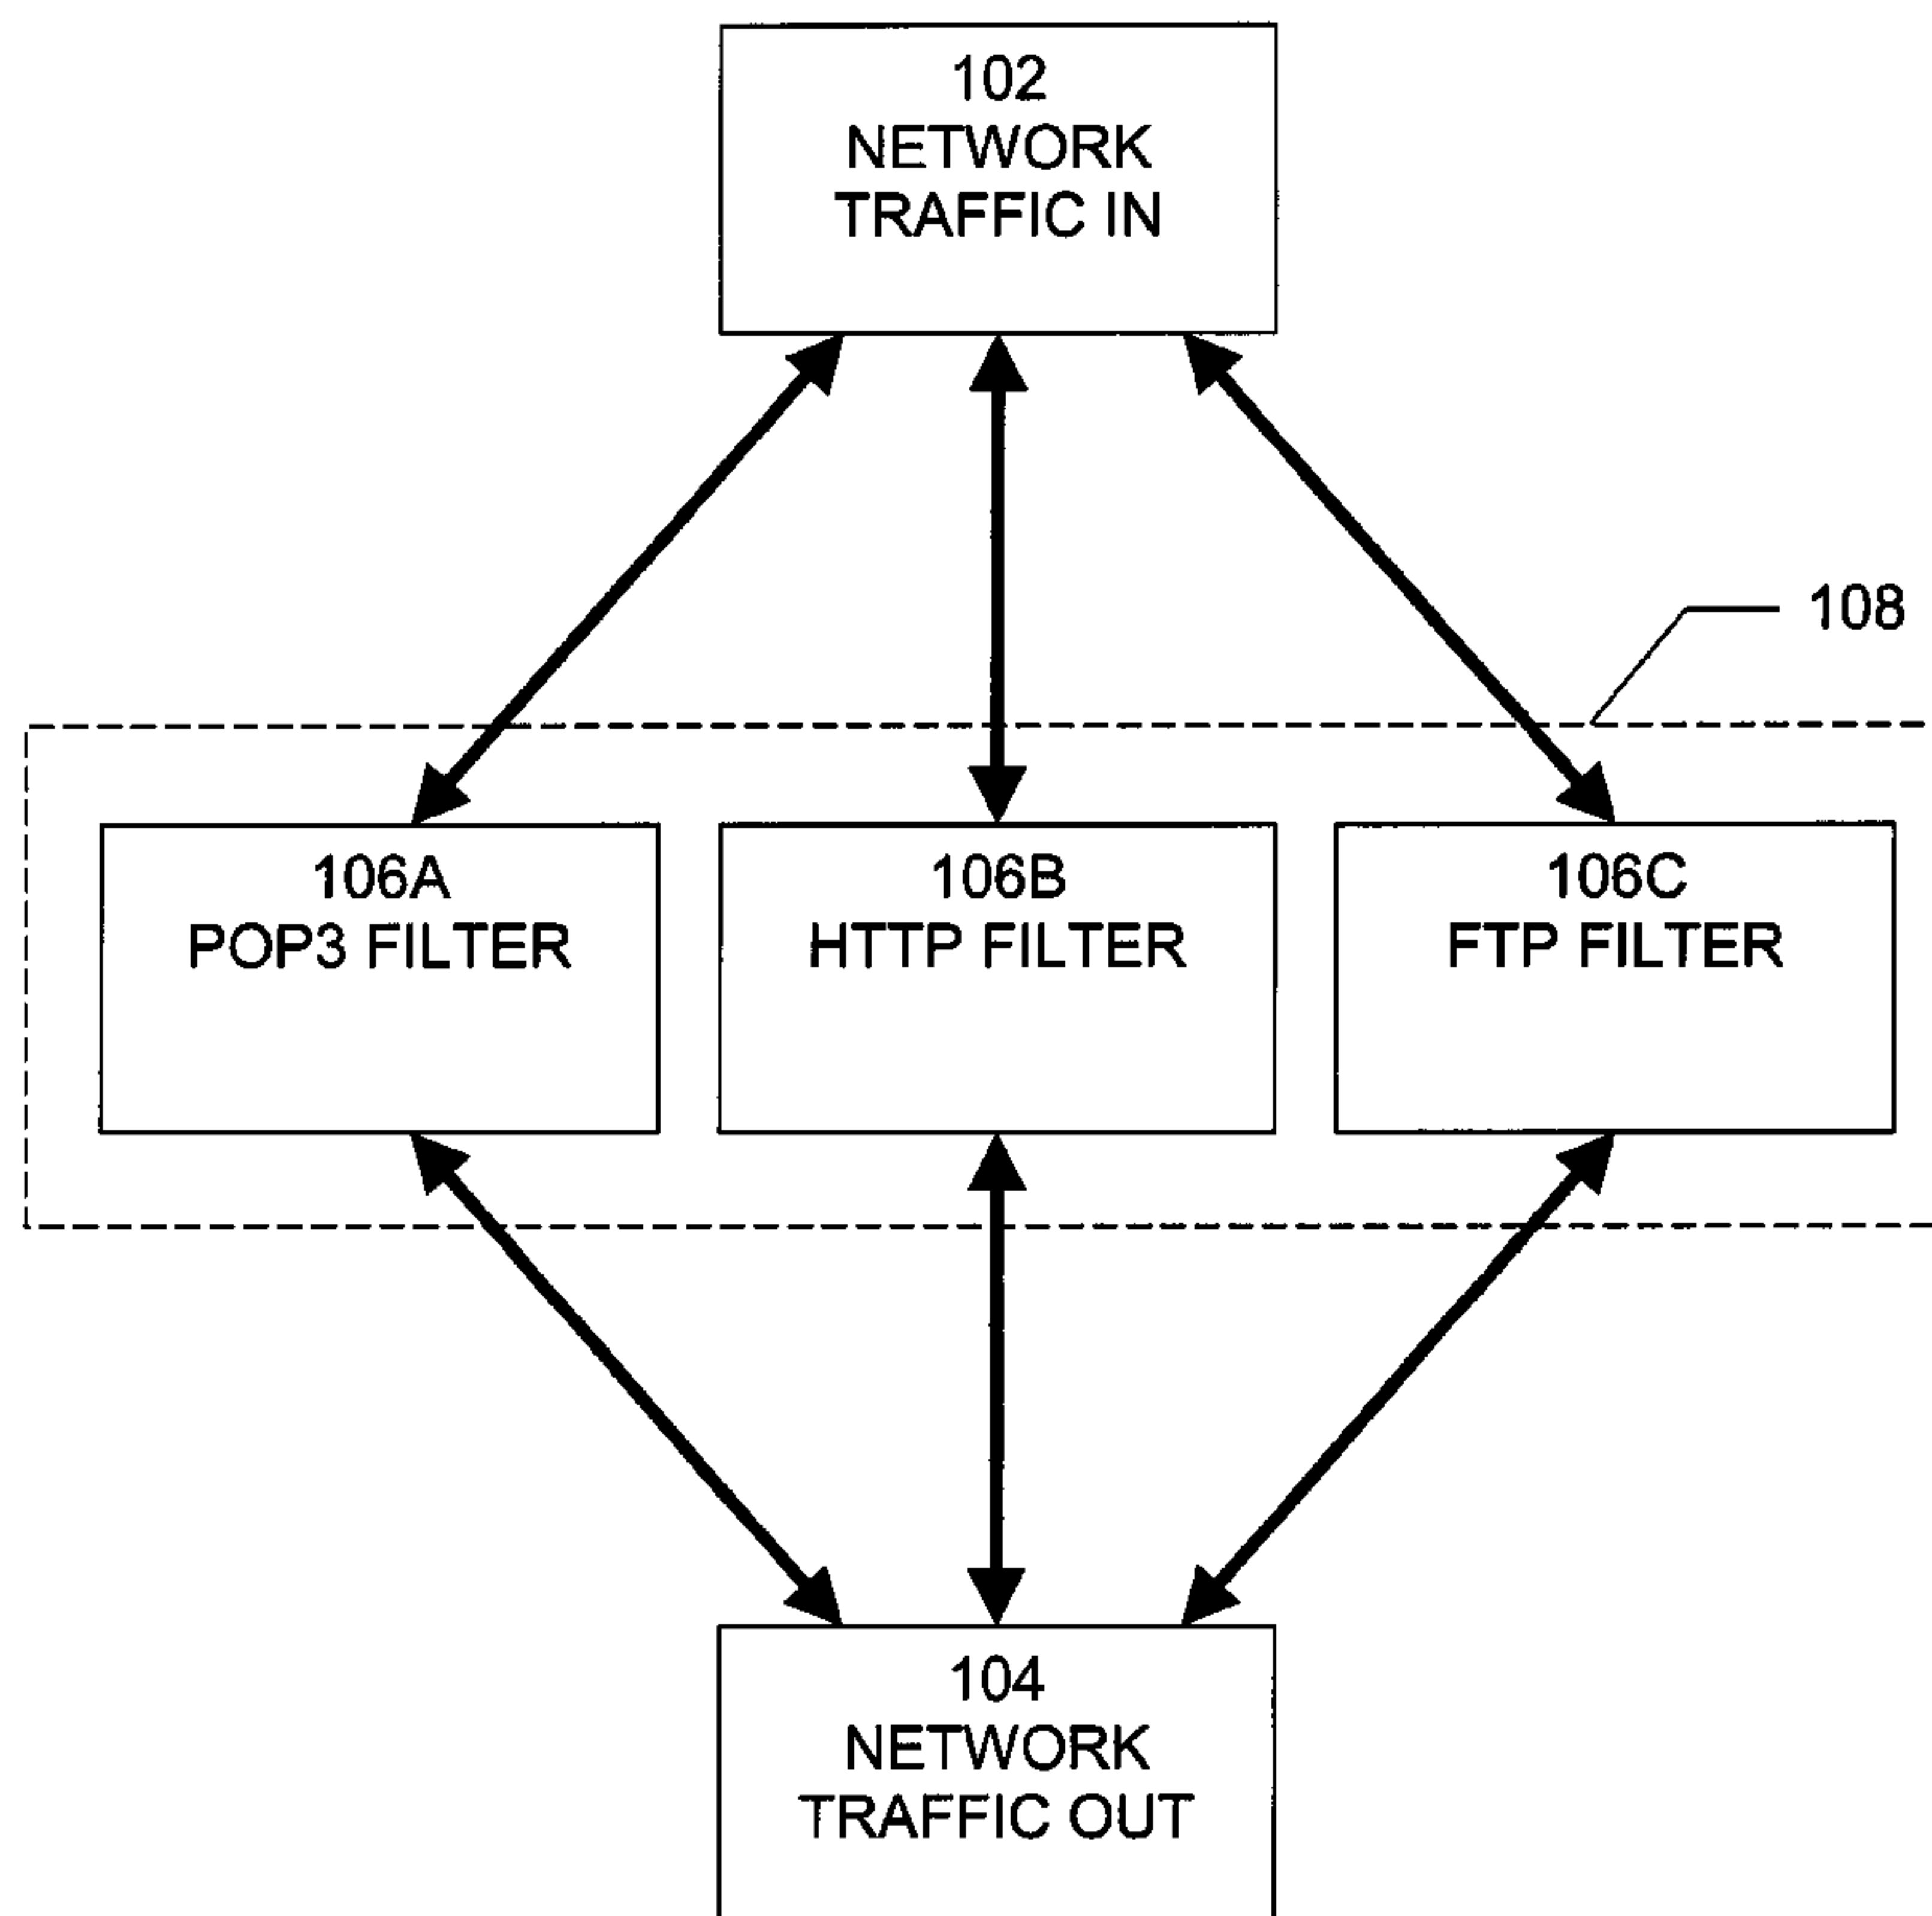 102
NETWORK
TRAFFIC IN
108
106A
POP3 FILTER
106B
HTTP FILTER
106C
FTP FILTER
104
NETWORK
TRAFFIC OUT